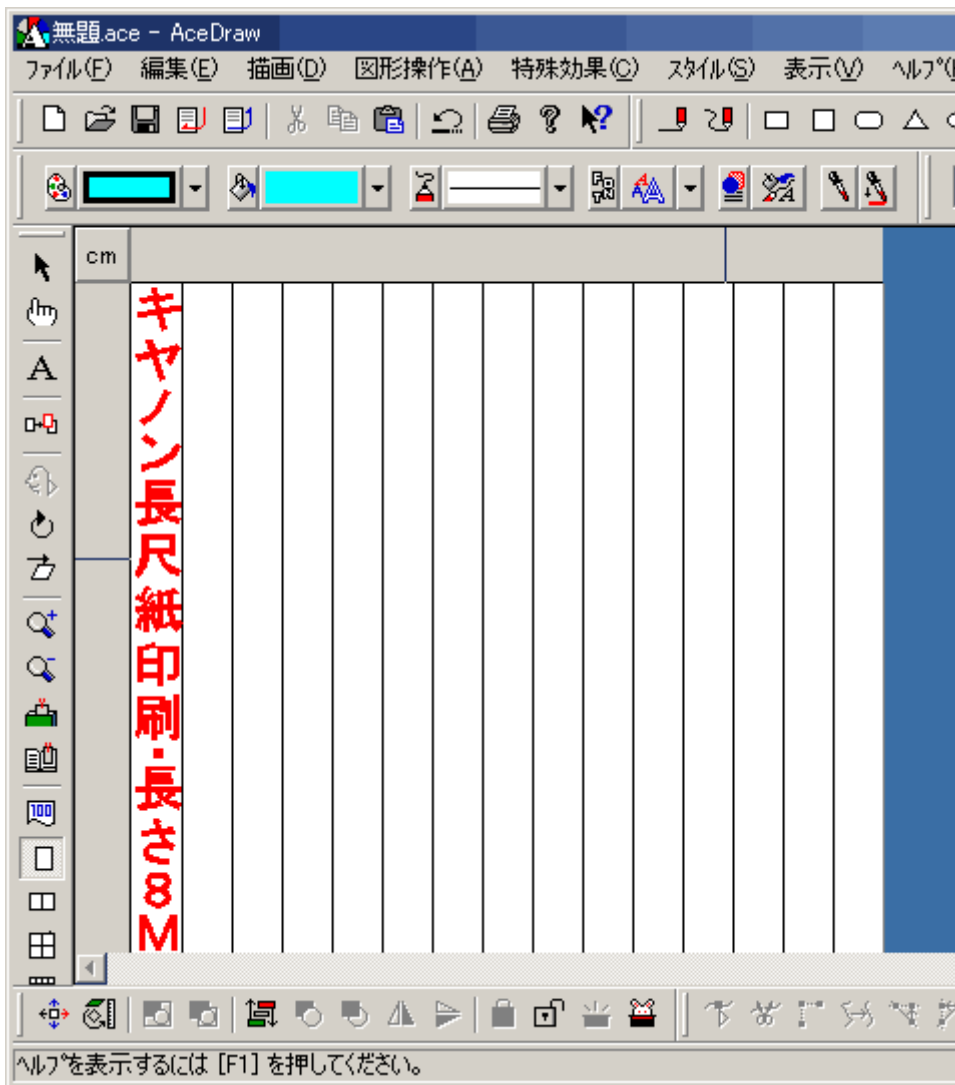 無題.ace - AceDraw
ファイル(F) 編集(E) 描画(D) 図形操作(A) 特殊効果(C) スタイル(S) 表示(V) ヘルプ(
cm
キヤノン長尺紙印刷・長さ8M
100
ヘルプを表示するには [F1] を押してください。